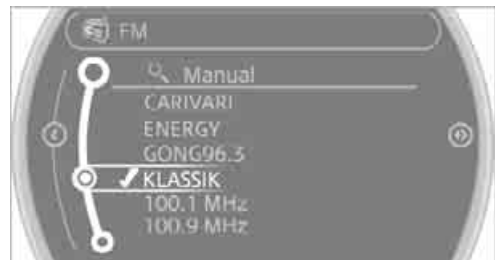 FM
Manual
CARIVARI
ENERGY
GONG96.3
KLASSIK
100.1 MHz
100.9 MHz